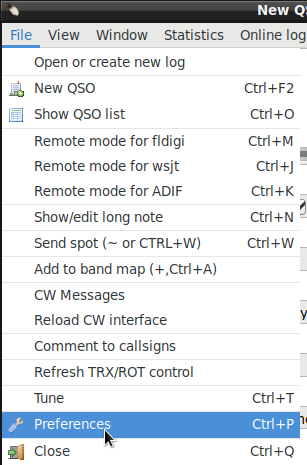 New QS
File View Window Statistics Online log
Open or create new log
New QSO Ctrl+F2
Show QSO list Ctrl+O
Remote mode for fldigi Ctrl+M
Remote mode for wsjt Ctrl+J
Remote mode for ADIF Ctrl+K
Show/edit long note Ctrl+N
Send spot (~ or CTRL+W) Ctrl+W
Add to band map (+,Ctrl+A)
CW Messages
Reload CW interface
Comment to callsigns
Refresh TRX/ROT control
Tune Ctrl+T
Preferences Ctrl+P
Close Ctrl+Q